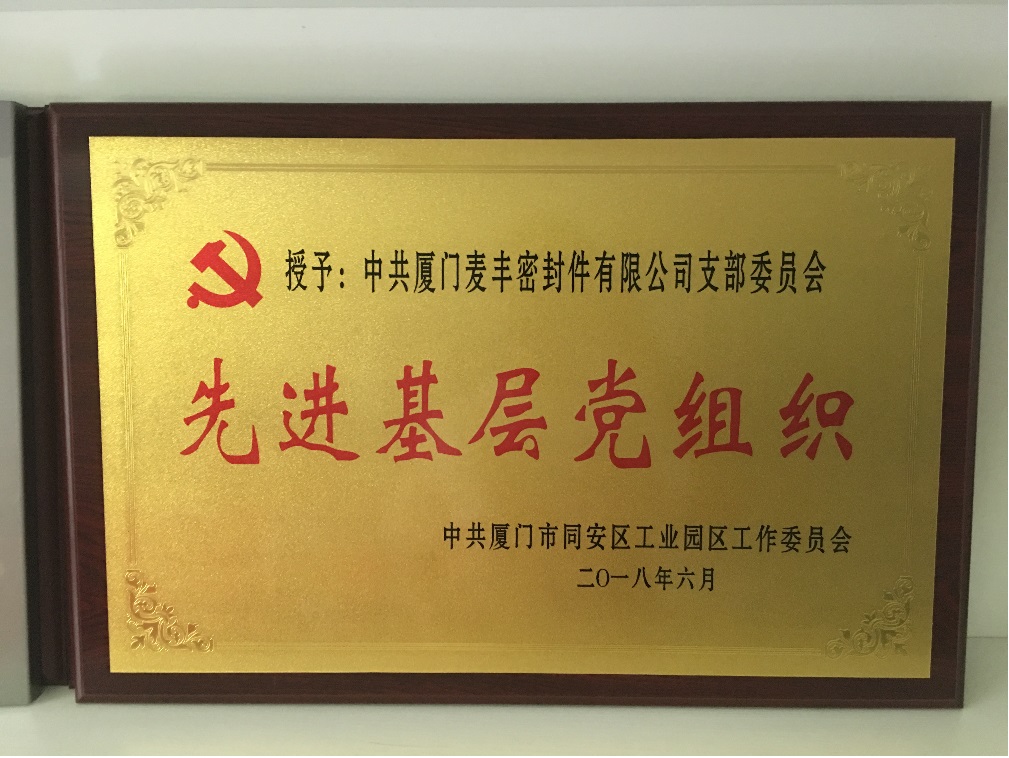 授予：中共厦门麦丰密封件有限公司支部委员会
先进基层党组织
中共厦门市同安区工业园区工作委员会
二〇一八年六月